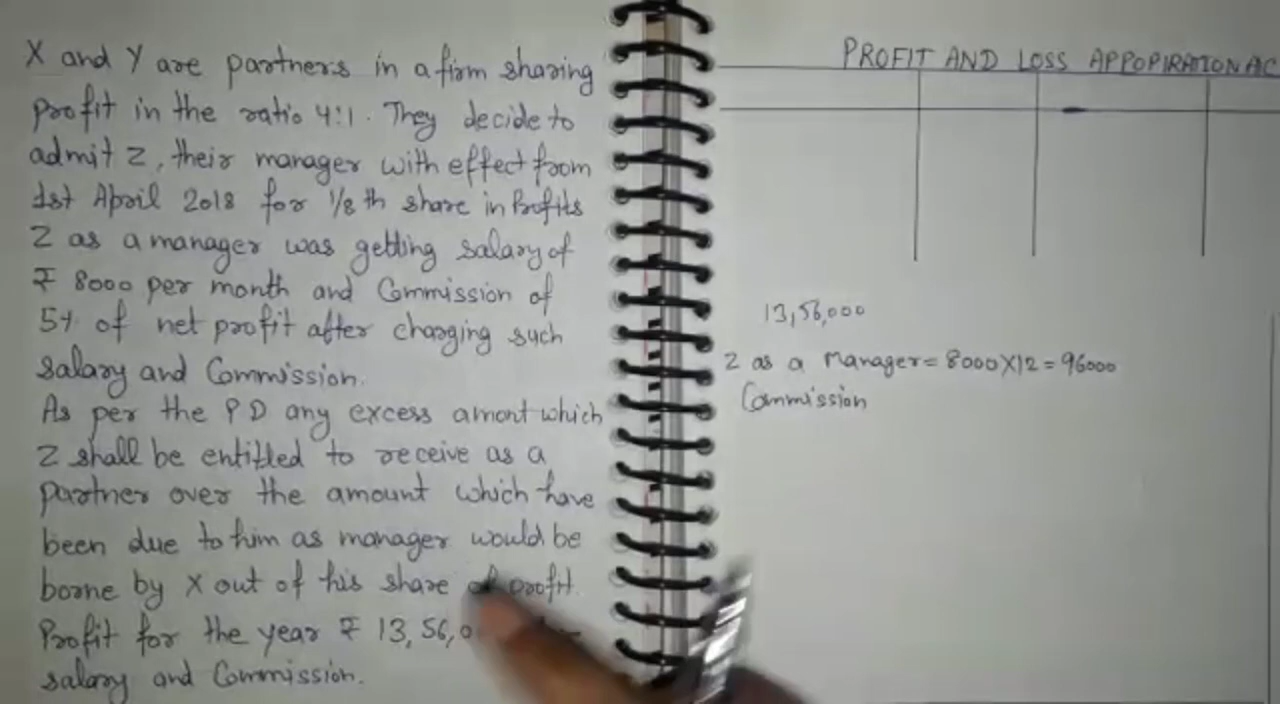 X and Y are partners in a firm sharing
profit in the ratio 4:1. They decide to
admit Z, their manager with effect from
1st April 2018 for 1/8 th share in Profits
Z as a manager was getting salary of
₹ 8000 per month and Commission of
5% of net profit after charging such
salary and Commission.
As per the PD any excess amont which
Z shall be entitled to receive as a
partner over the amount which have
been due to him as manager would be
borne by X out of his share of profit.
Profit for the year ₹ 13,56,0
salary and Commission.
PROFIT AND LOSS APPOPIRATION A/C
13,56,000
Z as a Manager = 8000X12 = 96000
Commission